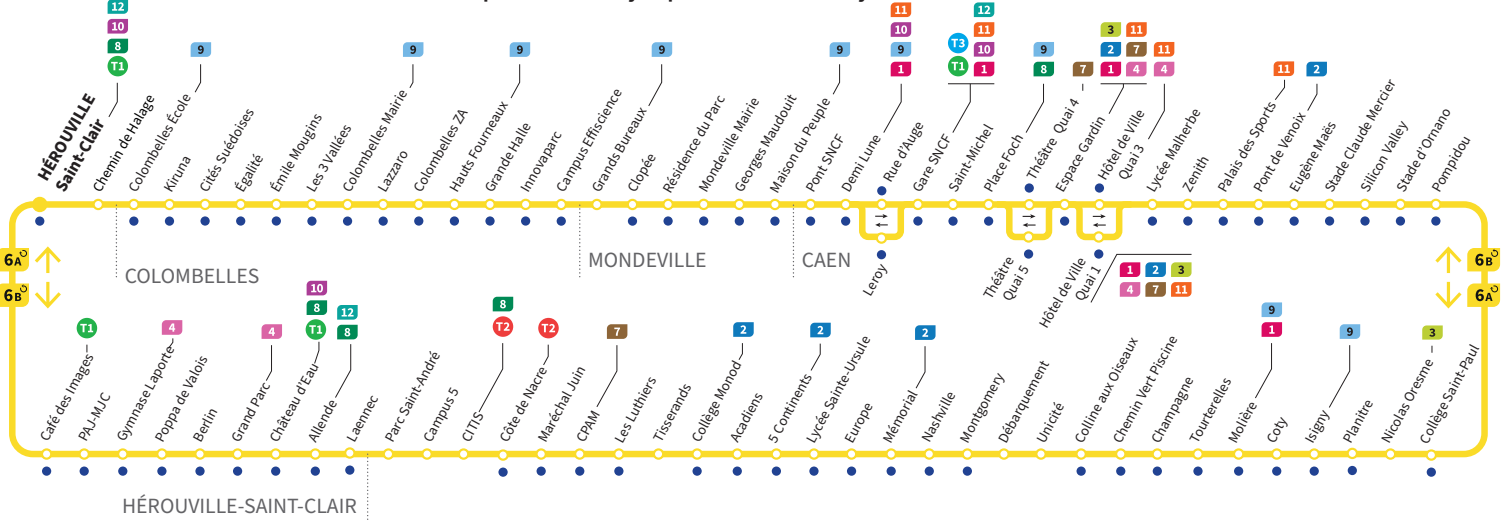 12
10
8
T1
9
9
9
9
9
11
10
9
1
T3
T1
12
11
10
1
9
8
7
3
2
1
11
7
4
11
4
11
2
HÉROUVILLE
Saint-Clair
Chemin de Halage
Colombelles École
Kiruna
Cités Suédoises
Égalité
Émile Mougins
Les 3 Vallées
Colombelles Mairie
Lazzaro
Colombelles ZA
Hauts Fourneaux
Grande Halle
Innovaparc
Campus Effiscience
Grands Bureaux
Clopée
Résidence du Parc
Mondeville Mairie
Georges Maudouit
Maison du Peuple
Pont SNCF
Demi Lune
Rue d'Auge
Gare SNCF
Saint-Michel
Place Foch
Théâtre Quai 4
Espace Gardin
Hôtel de Ville
Quai 3
Lycée Malherbe
Zenith
Palais des Sports
Pont de Venoix
Eugène Maës
Stade Claude Mercier
Silicon Valley
Stade d'Ornano
Pompidou
6A
6B
COLOMBELLES
MONDEVILLE
CAEN
Leroy
Théâtre
Quai 5
Hôtel de Ville
Quai 1
1 2 3
4 7 11
6B
6A
T1
4
4
10
8
T1
12
8
8
T2
T2
7
2
2
2
9
1
9
3
Café des Images
PAJ-MJC
Gymnase Laporte
Poppa de Valois
Berlin
Grand Parc
Château d'Eau
Allende
Laennec
Parc Saint-André
Campus 5
CITIS
Côte de Nacre
Maréchal Juin
CPAM
Les Luthiers
Tisserands
Collège Monod
Acadiens
5 Continents
Lycée Sainte-Ursule
Europe
Mémorial
Nashville
Montgomery
Débarquement
Unicité
Colline aux Oiseaux
Chemin Vert Piscine
Champagne
Tourterelles
Molière
Coty
Isigny
Planitre
Nicolas Oresme
Collège Saint-Paul
HÉROUVILLE-SAINT-CLAIR